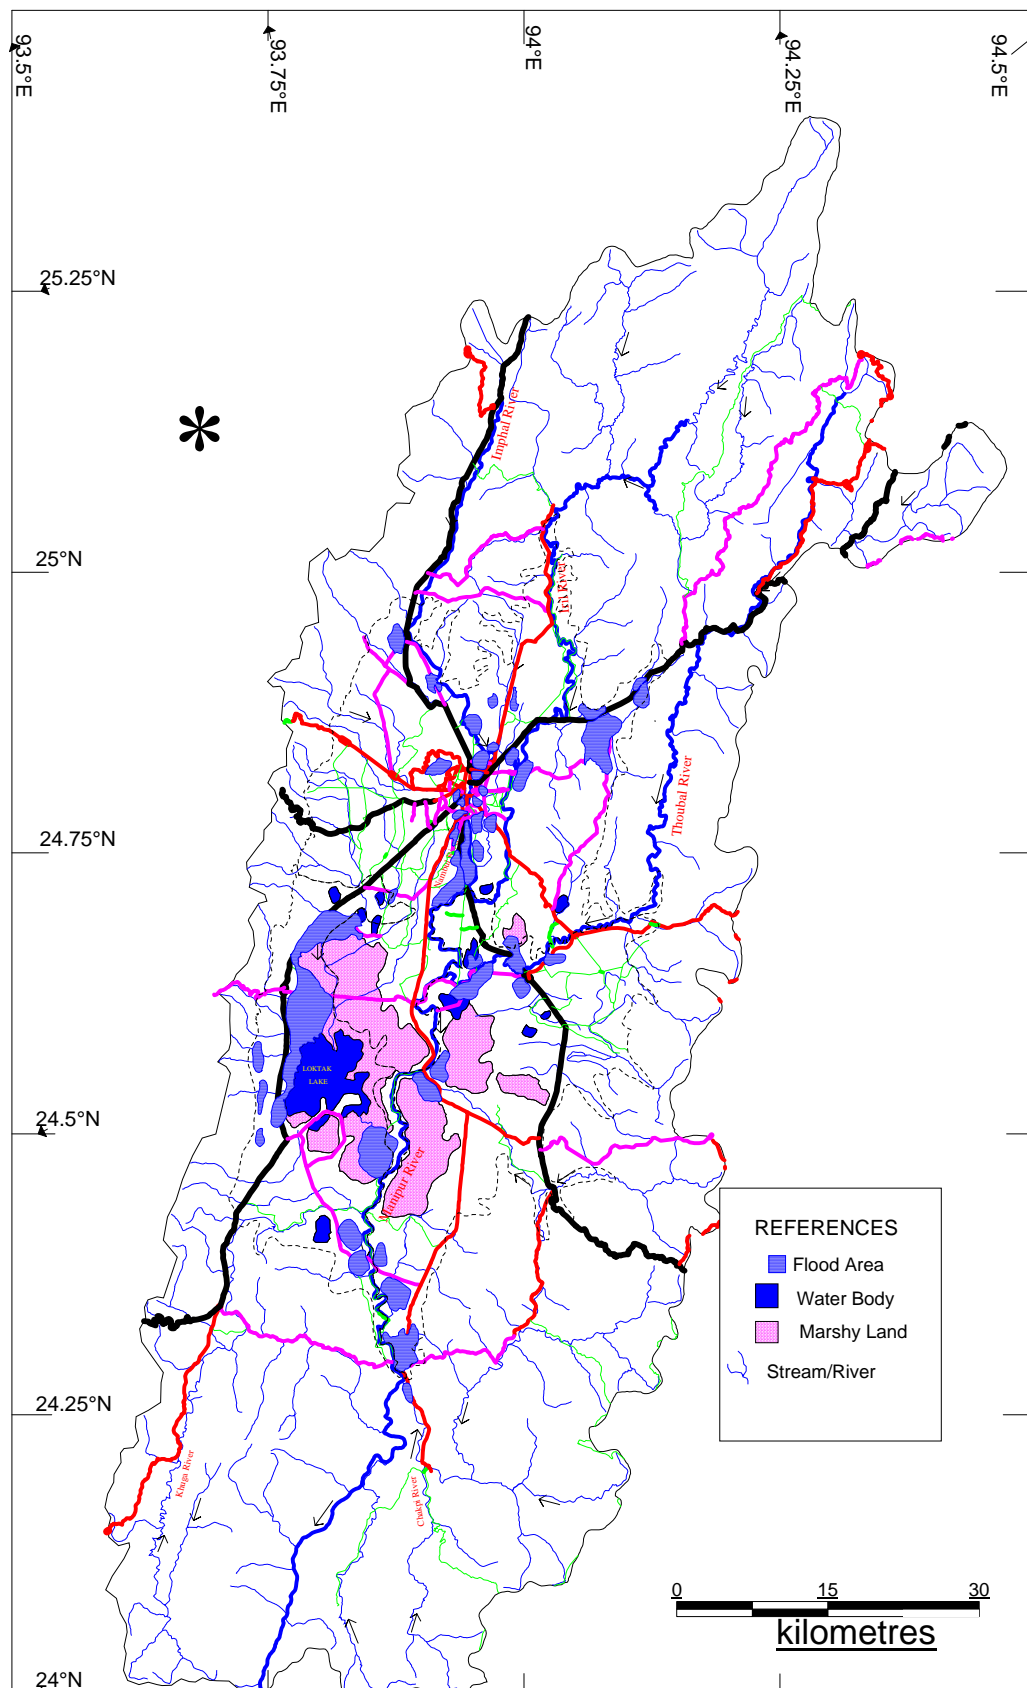 93.5°E
93.75°E
94°E
94.25°E
94.5°E
25.25°N
Imphal River
25°N
Iril River
Thoubal River
24.75°N
LOKTAK
LAKE
24.5°N
Manipur River
REFERENCES
Flood Area
Water Body
Marshy Land
Stream/River
24.25°N
Khuga River
Chakpi River
0 15 30
kilometres
24°N